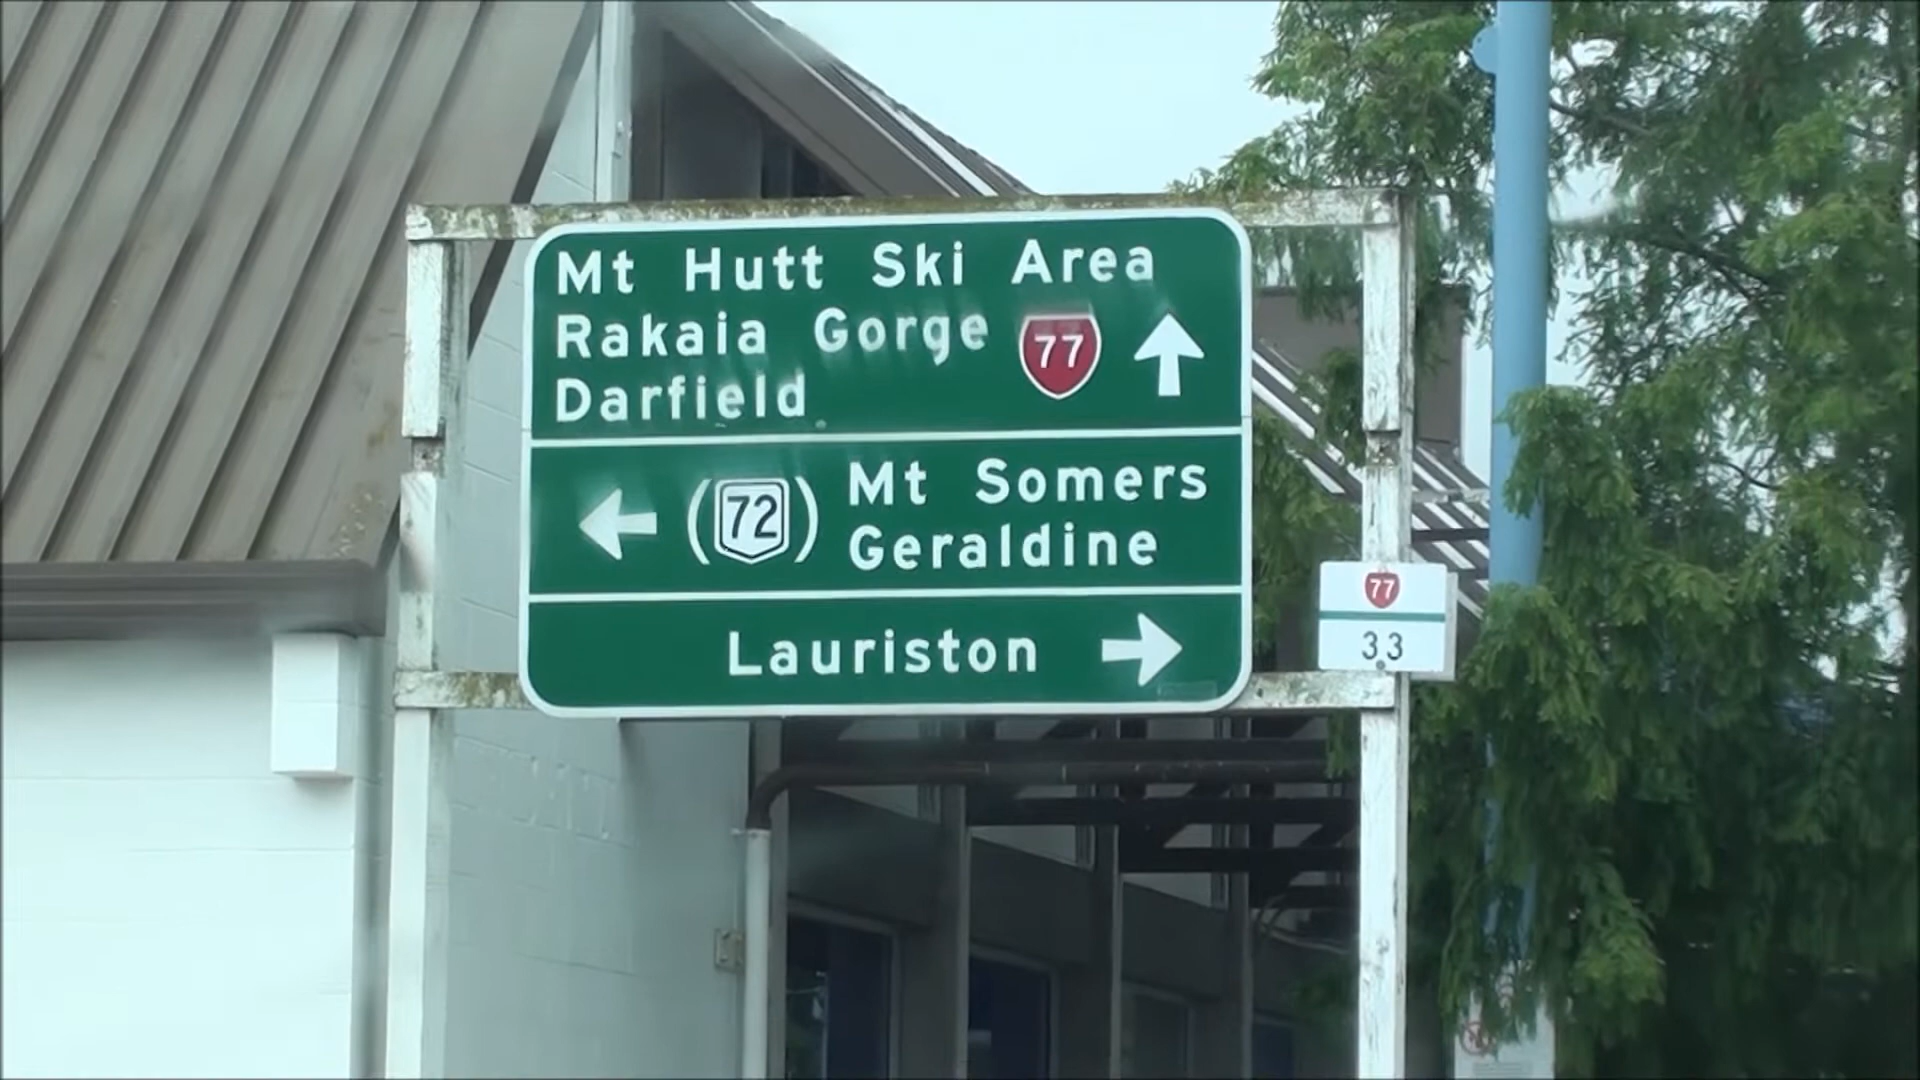 Mt Hutt Ski Area
Rakaia Gorge 77
Darfield
(72) Mt Somers
Geraldine
Lauriston
77
33